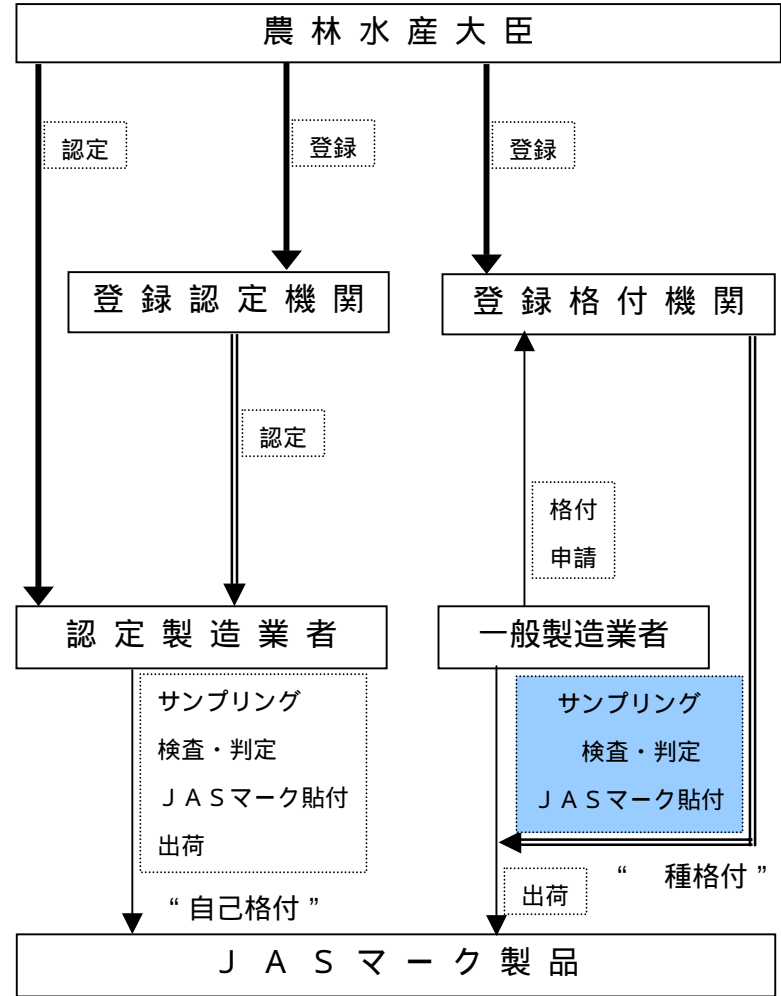 農林水産大臣
認定
登録
登録
登録認定機関
登録格付機関
認定
格付
申請
認定製造業者
一般製造業者
サンプリング
検査・判定
ＪＡＳマーク貼付
出荷
サンプリング
検査・判定
ＪＡＳマーク貼付
“　種格付”
出荷
“自己格付”
ＪＡＳマーク製品